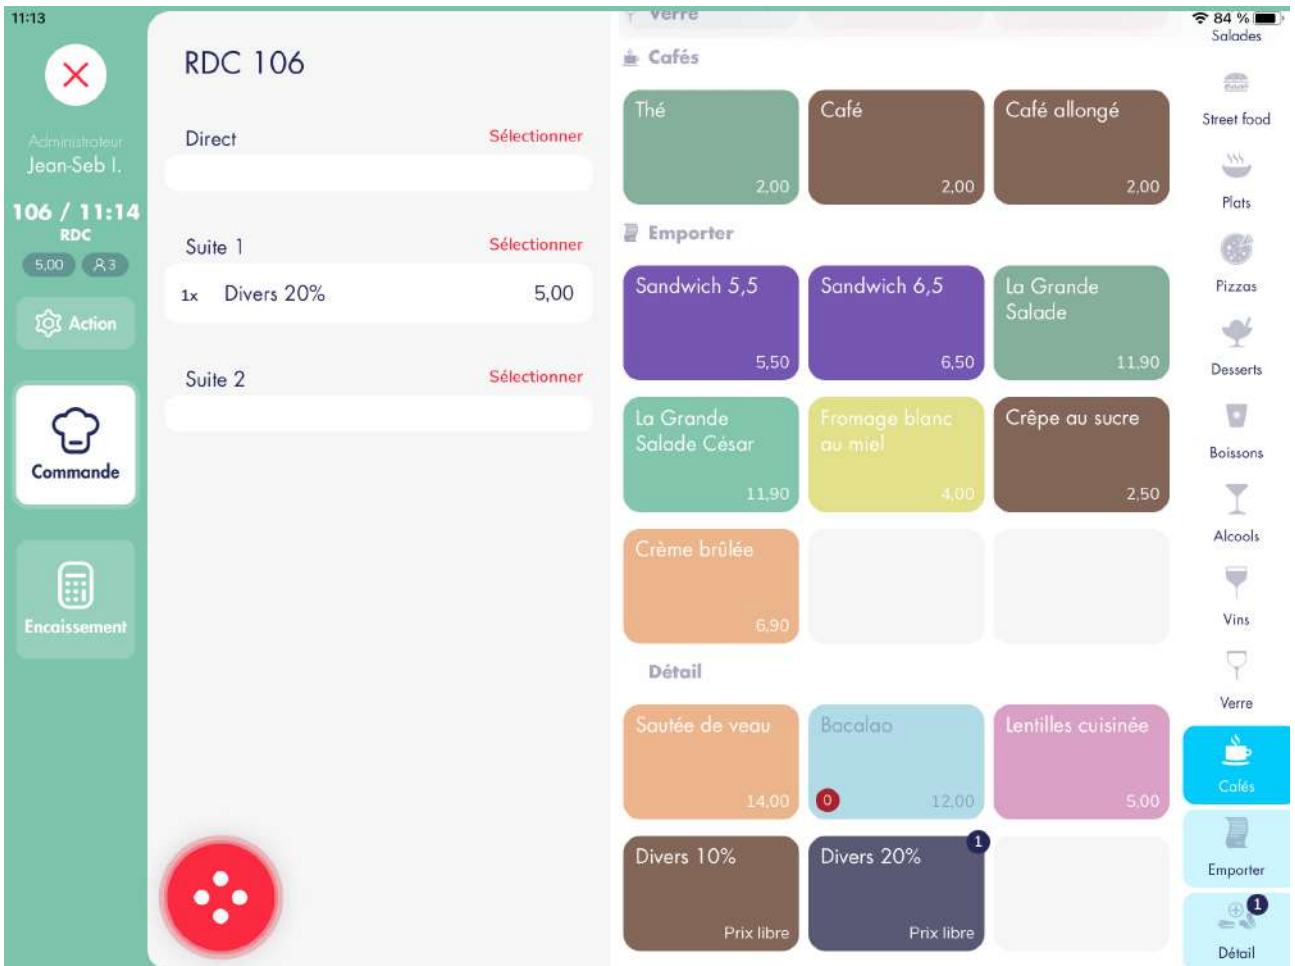 11:13
Administrateur
Jean-Seb I.
106 / 11:14
RDC
5,00 3
Action
Commande
Encaissement
RDC 106
Direct Sélectionner
Suite 1 Sélectionner
1x Divers 20% 5,00
Suite 2 Sélectionner
Verre
Cafés
Thé
2,00
Café
2,00
Café allongé
2,00
Emporter
Sandwich 5,5
5,50
Sandwich 6,5
6,50
La Grande
Salade
11,90
La Grande
Salade César
11,90
Fromage blanc
au miel
4,00
Crêpe au sucre
2,50
Crème brûlée
6,90
Détail
Sautée de veau
14,00
Bacalao
0 12,00
Lentilles cuisinée
5,00
Divers 10%
Prix libre
Divers 20%
1
Prix libre
84 %
Salades
Street food
Plats
Pizzas
Desserts
Boissons
Alcools
Vins
Verre
Cafés
Emporter
1
Détail